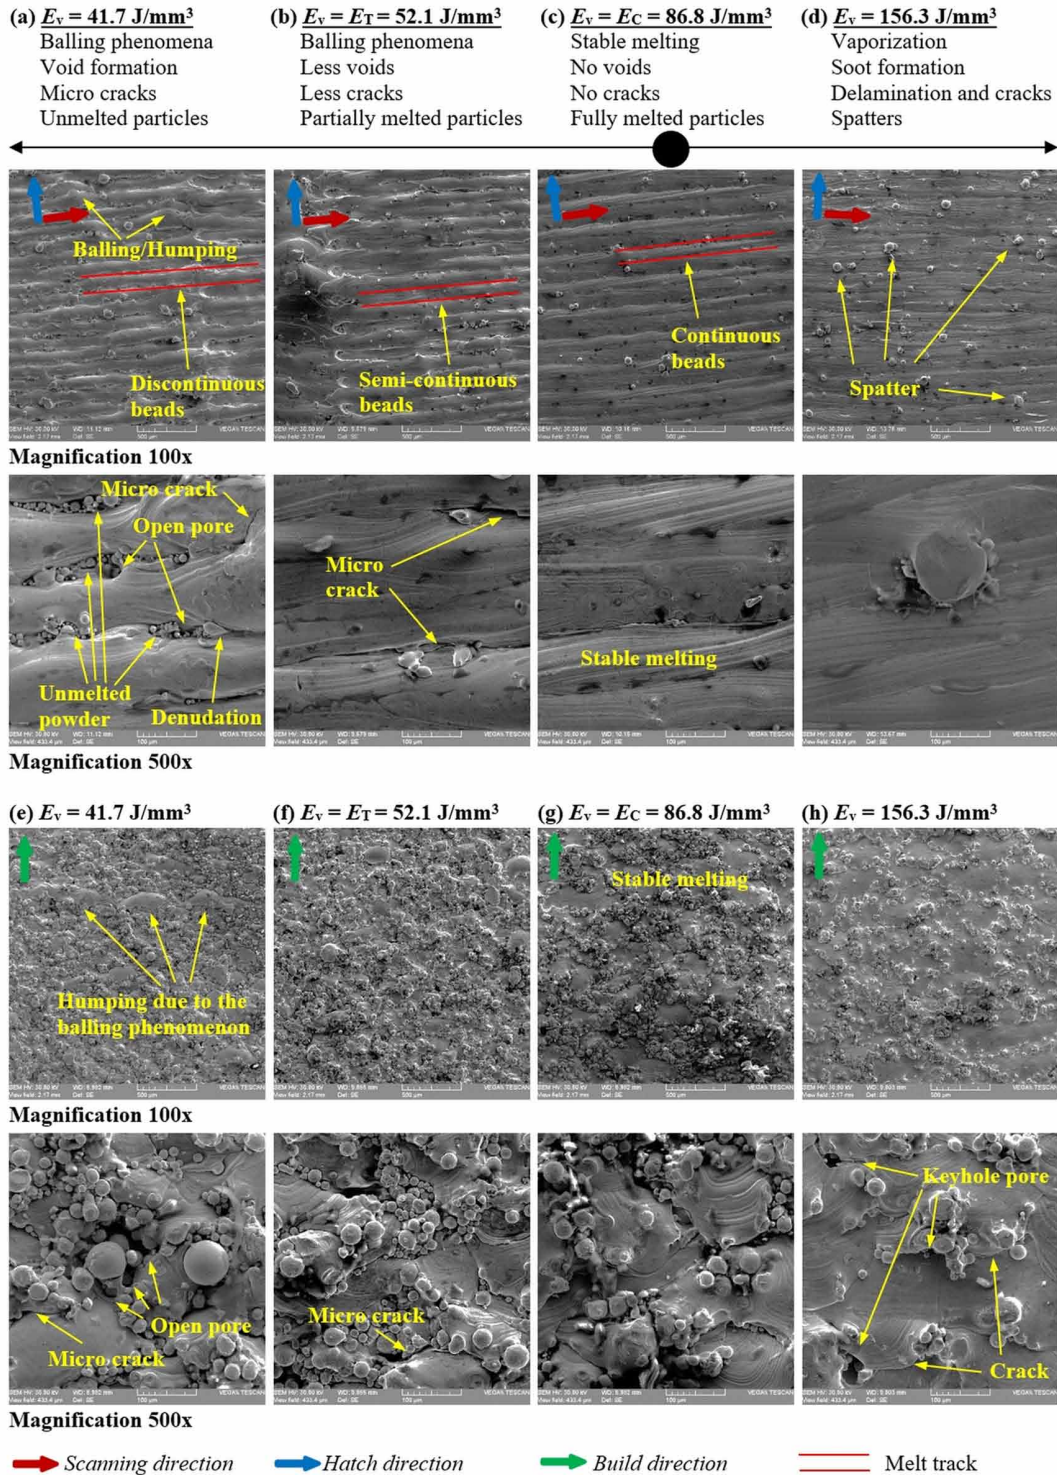 (a) Ev = 41.7 J/mm³
Balling phenomena
Void formation
Micro cracks
Unmelted particles
(b) Ev = ET = 52.1 J/mm³
Balling phenomena
Less voids
Less cracks
Partially melted particles
(c) Ev = EC = 86.8 J/mm³
Stable melting
No voids
No cracks
Fully melted particles
(d) Ev = 156.3 J/mm³
Vaporization
Soot formation
Delamination and cracks
Spatters
Balling/Humping
Discontinuous
beads
Semi-continuous
beads
Continuous
beads
Spatter
Magnification 100x
Micro crack
Open pore
Unmelted
powder
Denudation
Micro
crack
Stable melting
Magnification 500x
(e) Ev = 41.7 J/mm³
(f) Ev = ET = 52.1 J/mm³
(g) Ev = EC = 86.8 J/mm³
(h) Ev = 156.3 J/mm³
Humping due to the
balling phenomenon
Stable melting
Magnification 100x
Open pore
Micro crack
Micro crack
Keyhole pore
Crack
Magnification 500x
Scanning direction
Hatch direction
Build direction
Melt track